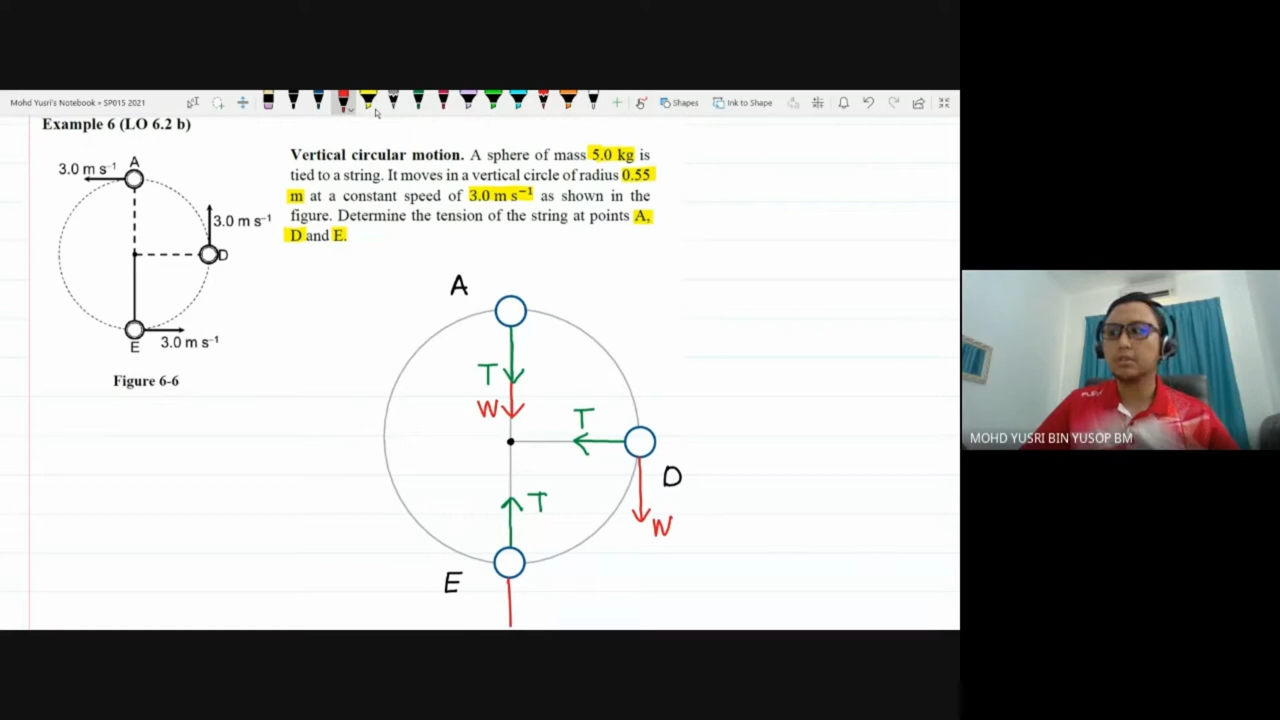 Mohd Yusri's Notebook » SP015 2021
Shapes
Ink to Shape
Example 6 (LO 6.2 b)
3.0 m s⁻¹
A
3.0 m s⁻¹
D
E
3.0 m s⁻¹
Figure 6-6
Vertical circular motion. A sphere of mass 5.0 kg is
tied to a string. It moves in a vertical circle of radius 0.55
m at a constant speed of 3.0 m s⁻¹ as shown in the
figure. Determine the tension of the string at points A,
D and E.
A
T
W
T
D
W
T
E
MOHD YUSRI BIN YUSOP BM